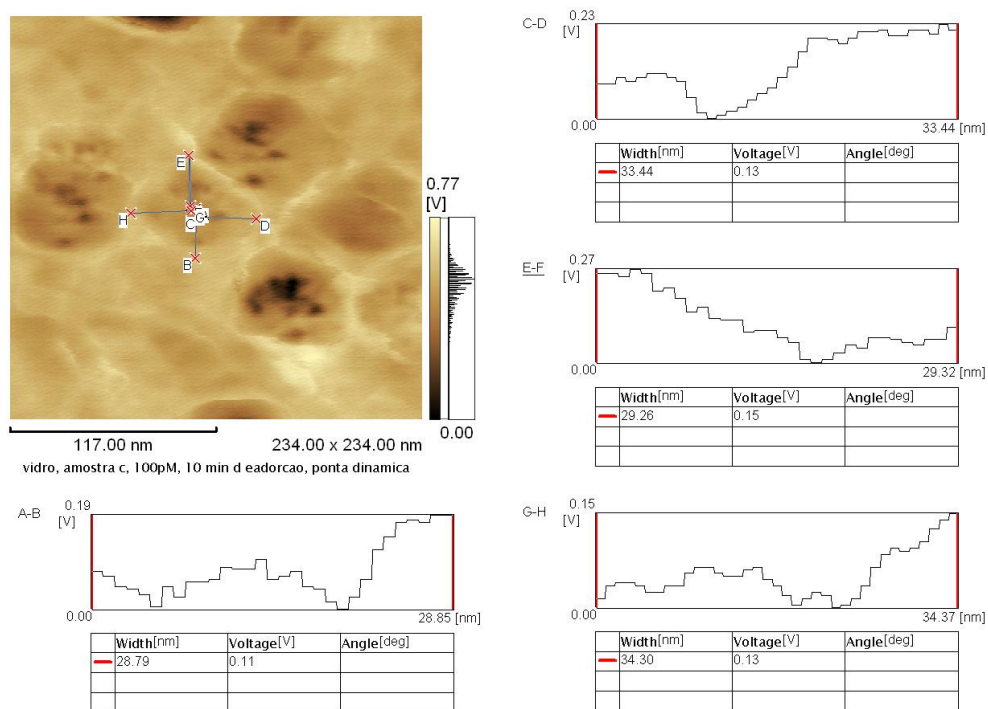 E
H
C
G
D
B
0.77
[V]
0.00
117.00 nm
234.00 x 234.00 nm
vidro, amostra c, 100pM, 10 min d eadorcao, ponta dinamica
C-D
0.23
[V]
0.00
33.44 [nm]
Width[nm] Voltage[V] Angle[deg]
33.44 0.13
E-F
0.27
[V]
0.00
29.32 [nm]
Width[nm] Voltage[V] Angle[deg]
29.26 0.15
A-B
0.19
[V]
0.00
28.85 [nm]
Width[nm] Voltage[V] Angle[deg]
28.79 0.11
G-H
0.15
[V]
0.00
34.37 [nm]
Width[nm] Voltage[V] Angle[deg]
34.30 0.13